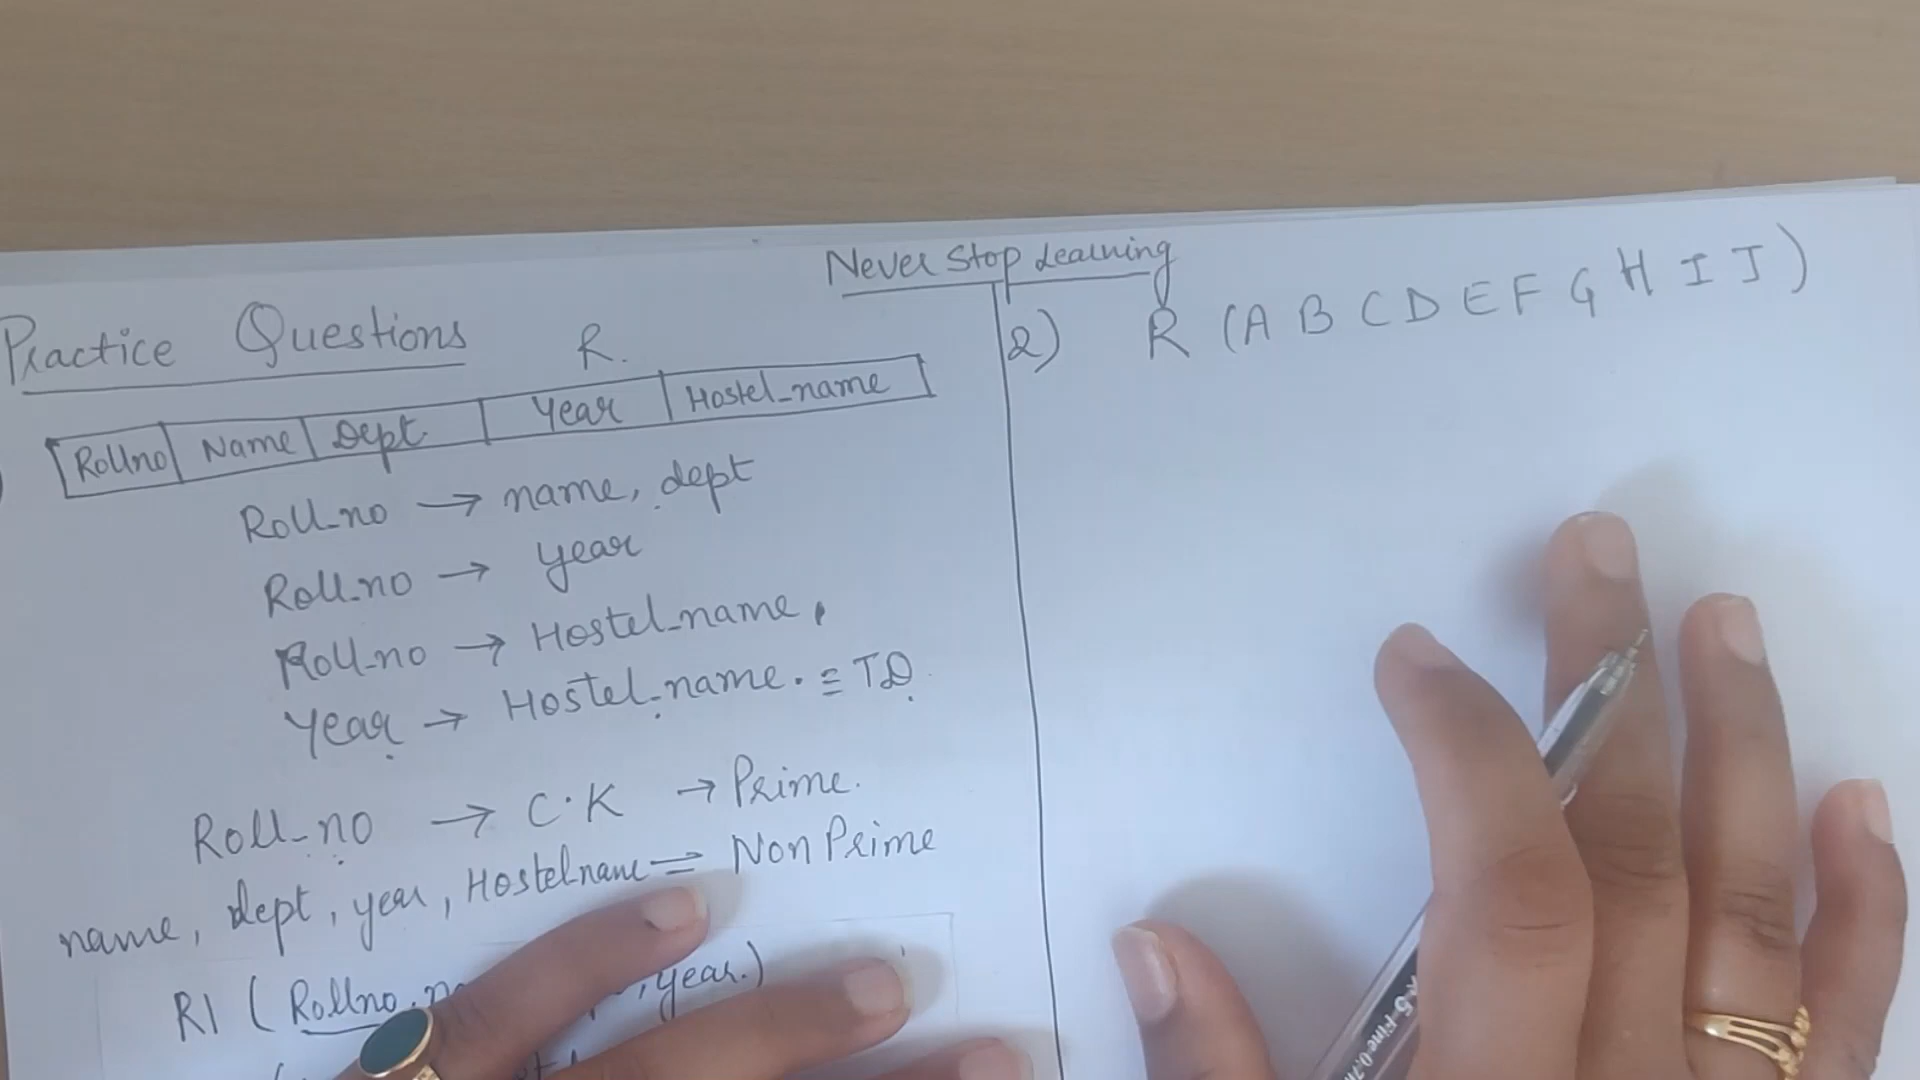 Never Stop Learning
Practice Questions
R.
Rollno Name Dept. Year Hostel_name
Roll_no → name, dept
Roll_no → year
Roll_no → Hostel_name,
Year → Hostel_name. = TD.
Roll_no → C.K → Prime.
name, dept, year, Hostelname = Non Prime
R1 ( Rollno, year.)
2) R (A B C D E F G H I J)